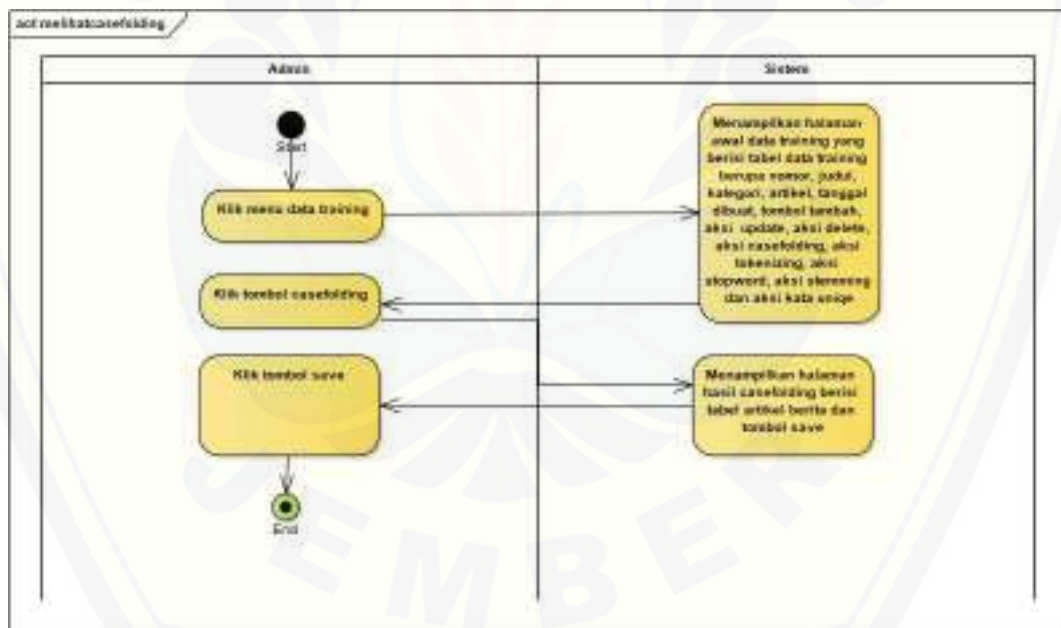 act melihatcasefolding
Admin
Sistem
Start
Klik menu data training
Menampilkan halaman
awal data training yang
berisi tabel data training
berupa nomor, judul,
kategori, artikel, tanggal
dibuat, tombol tambah,
aksi update, aksi delete,
aksi casefolding, aksi
tokenizing, aksi
stopword, aksi stemming
dan aksi kata uniqe
Klik tombol casefolding
Menampilkan halaman
hasil casefolding berisi
tabel artikel berita dan
tombol save
Klik tombol save
End
EMBER